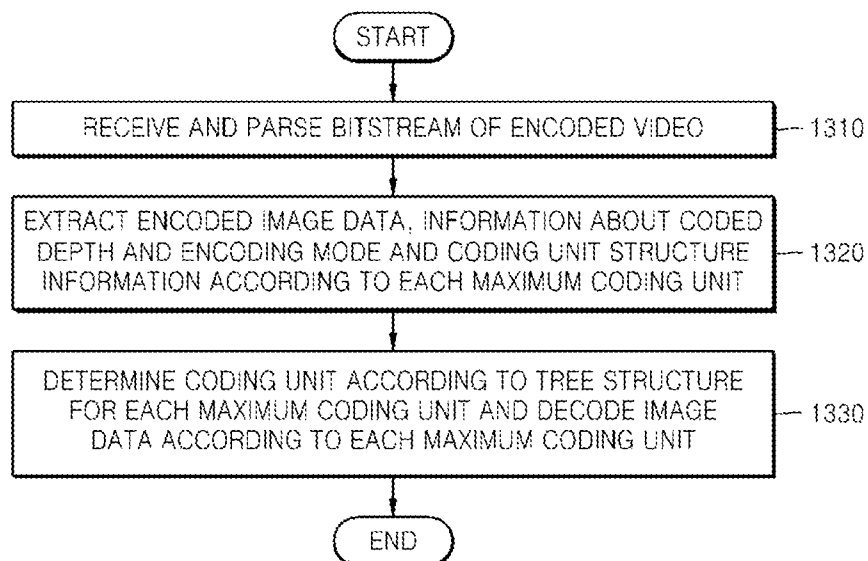 START
RECEIVE AND PARSE BITSTREAM OF ENCODED VIDEO
1310
EXTRACT ENCODED IMAGE DATA, INFORMATION ABOUT CODED
DEPTH AND ENCODING MODE AND CODING UNIT STRUCTURE
INFORMATION ACCORDING TO EACH MAXIMUM CODING UNIT
1320
DETERMINE CODING UNIT ACCORDING TO TREE STRUCTURE
FOR EACH MAXIMUM CODING UNIT AND DECODE IMAGE
DATA ACCORDING TO EACH MAXIMUM CODING UNIT
1330
END